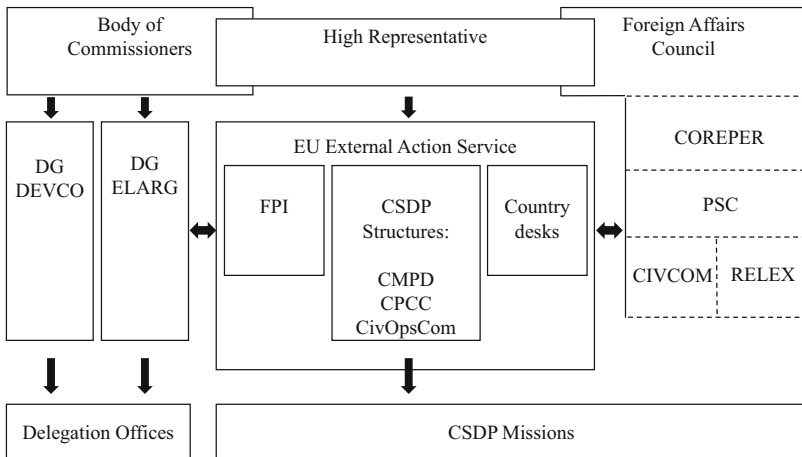 Body of
Commissioners
High Representative
Foreign Affairs
Council
DG
DEVCO
DG
ELARG
EU External Action Service
FPI
CSDP
Structures:
CMPD
CPCC
CivOpsCom
Country
desks
COREPER
PSC
CIVCOM
RELEX
Delegation Offices
CSDP Missions